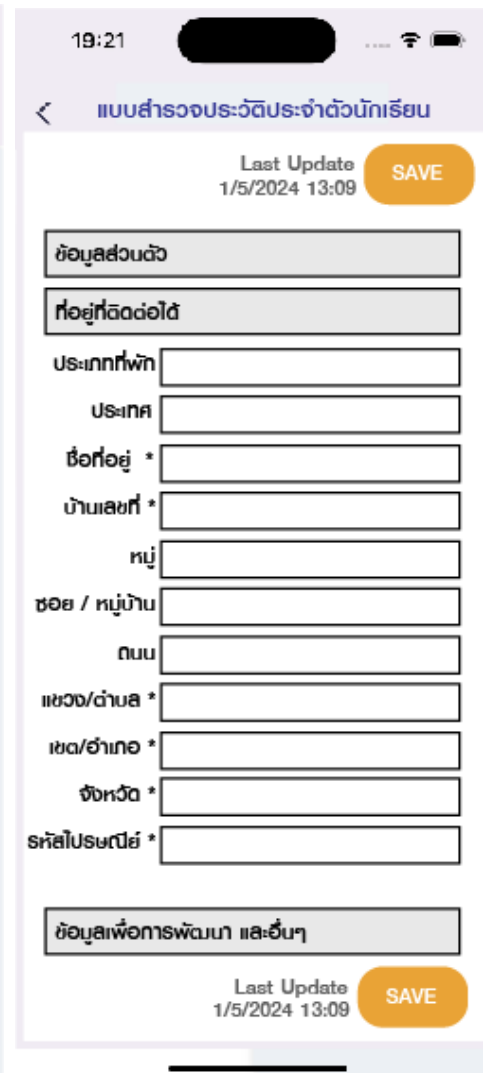 19:21
แบบสำรวจประวัติประจำตัวนักเรียน
Last Update
1/5/2024 13:09
SAVE
ข้อมูลส่วนตัว
ที่อยู่ที่ติดต่อได้
ประเภทที่พัก
ประเทศ
ชื่อที่อยู่ *
บ้านเลขที่ *
หมู่
ซอย / หมู่บ้าน
ถนน
แขวง/ตำบล *
เขต/อำเภอ *
จังหวัด *
รหัสไปรษณีย์ *
ข้อมูลเพื่อการพัฒนา และอื่นๆ
Last Update
1/5/2024 13:09
SAVE